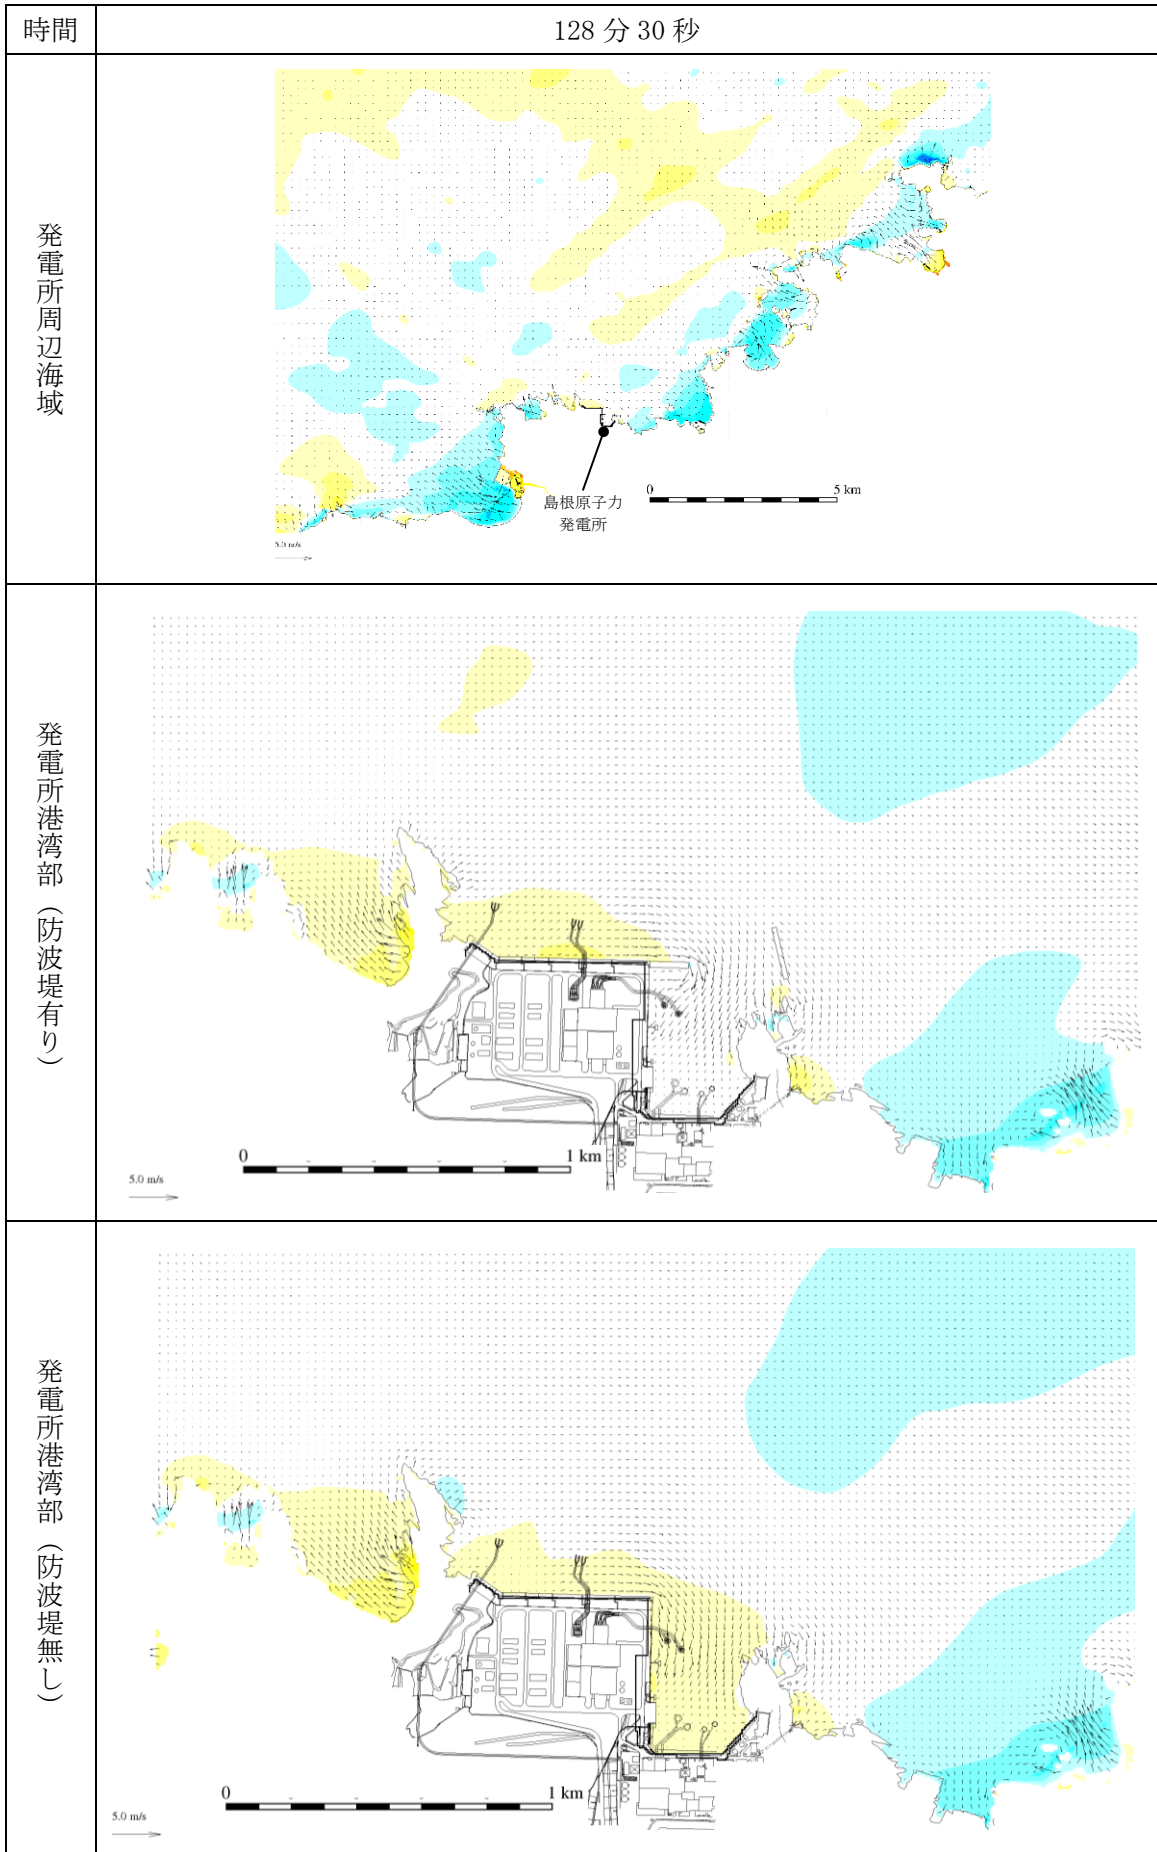 時間
128 分 30 秒
発電所周辺海域
島根原子力
発電所
0
5 km
5.0 m/s
発電所港湾部（防波堤有り）
0
1 km
5.0 m/s
発電所港湾部（防波堤無し）
0
1 km
5.0 m/s